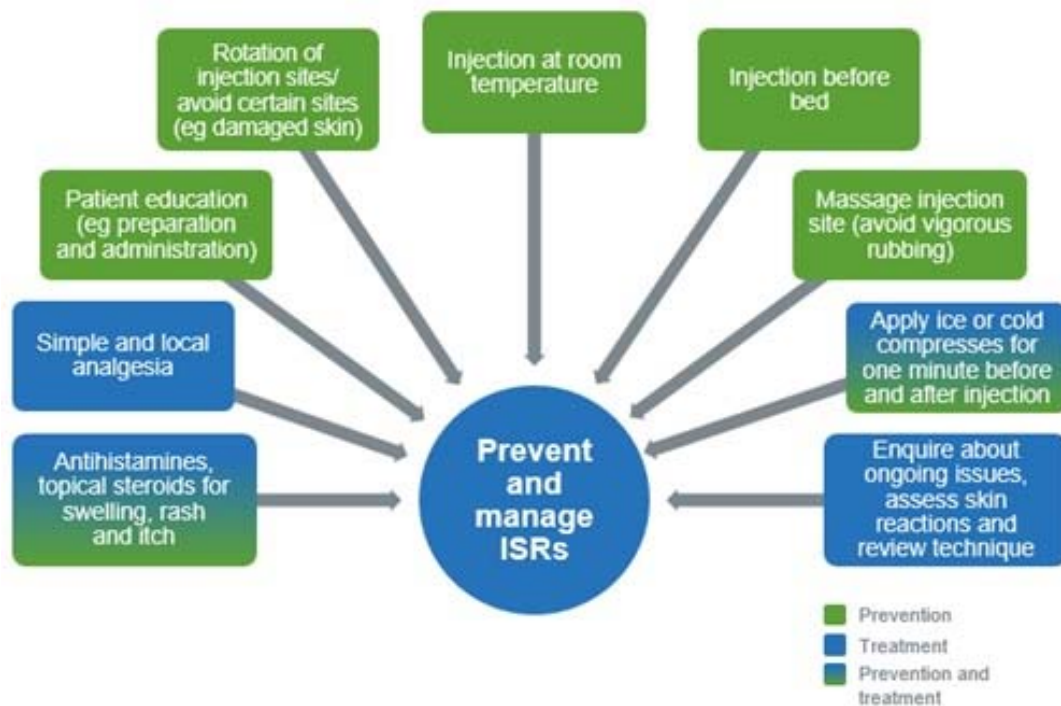 Rotation of
injection sites/
avoid certain sites
(eg damaged skin)
Injection at room
temperature
Injection before
bed
Patient education
(eg preparation
and administration)
Massage injection
site (avoid vigorous
rubbing)
Simple and local
analgesia
Apply ice or cold
compresses for
one minute before
and after injection
Antihistamines,
topical steroids for
swelling, rash
and itch
Prevent
and
manage
ISRs
Enquire about
ongoing issues,
assess skin
reactions and
review technique
Prevention
Treatment
Prevention and
treatment